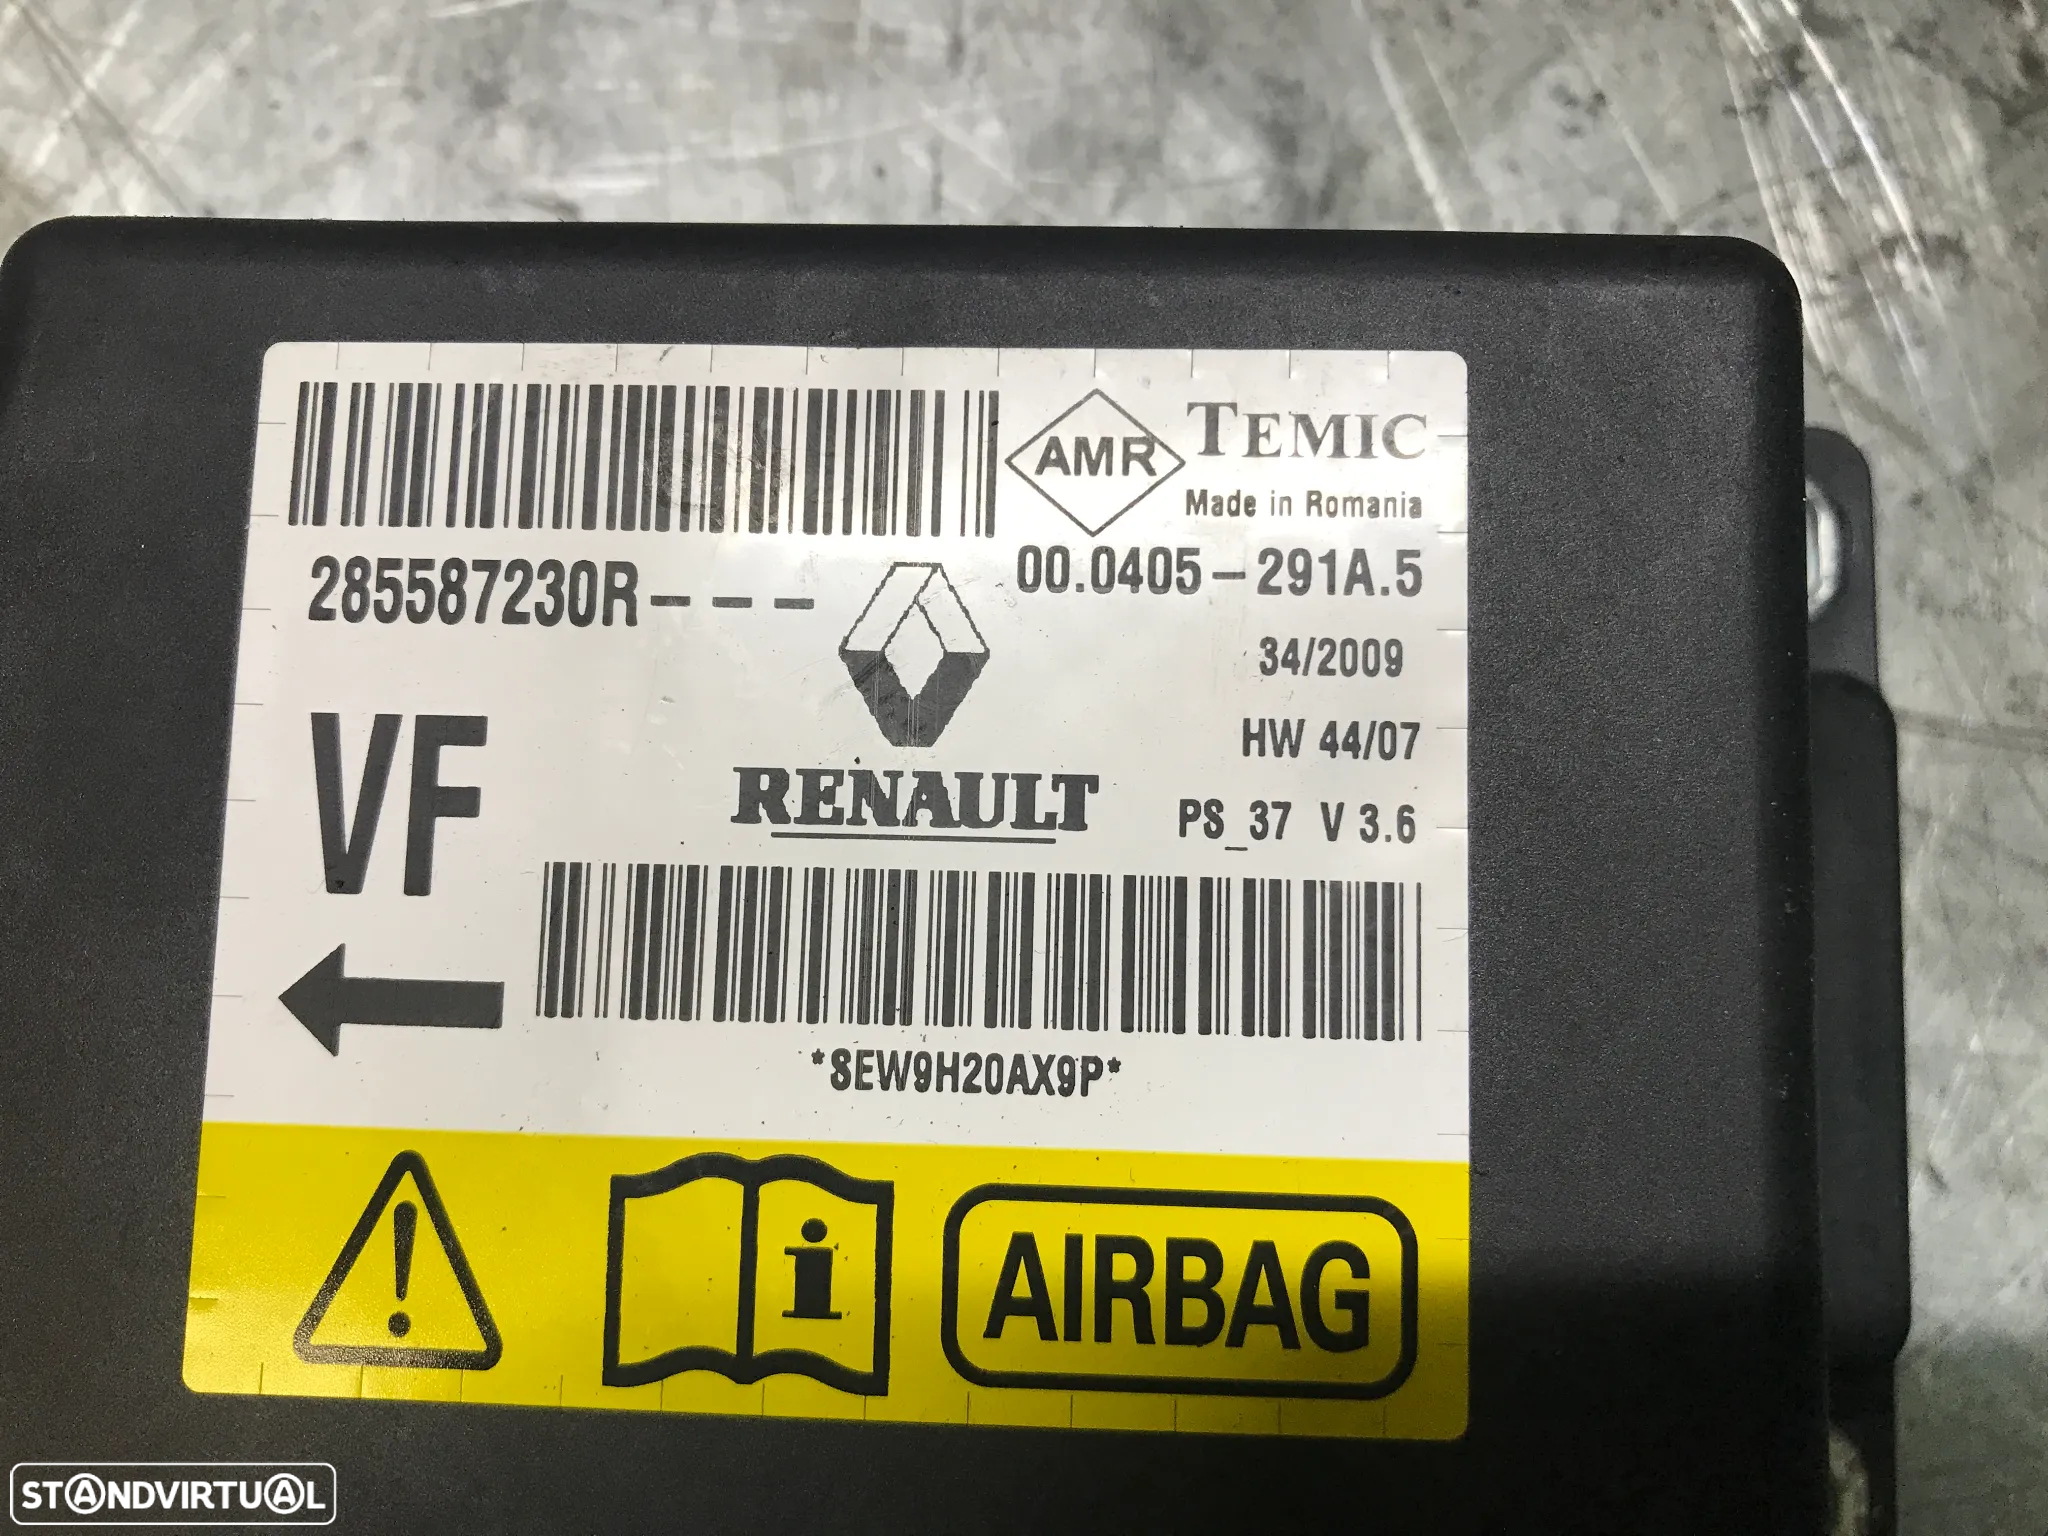 AMR
TEMIC
Made in Romania
285587230R---
00.0405-291A.5
34/2009
VF
HW 44/07
RENAULT
PS_37 V 3.6
*SEW9H20AX9P*
AIRBAG
STANDVIRTUAL